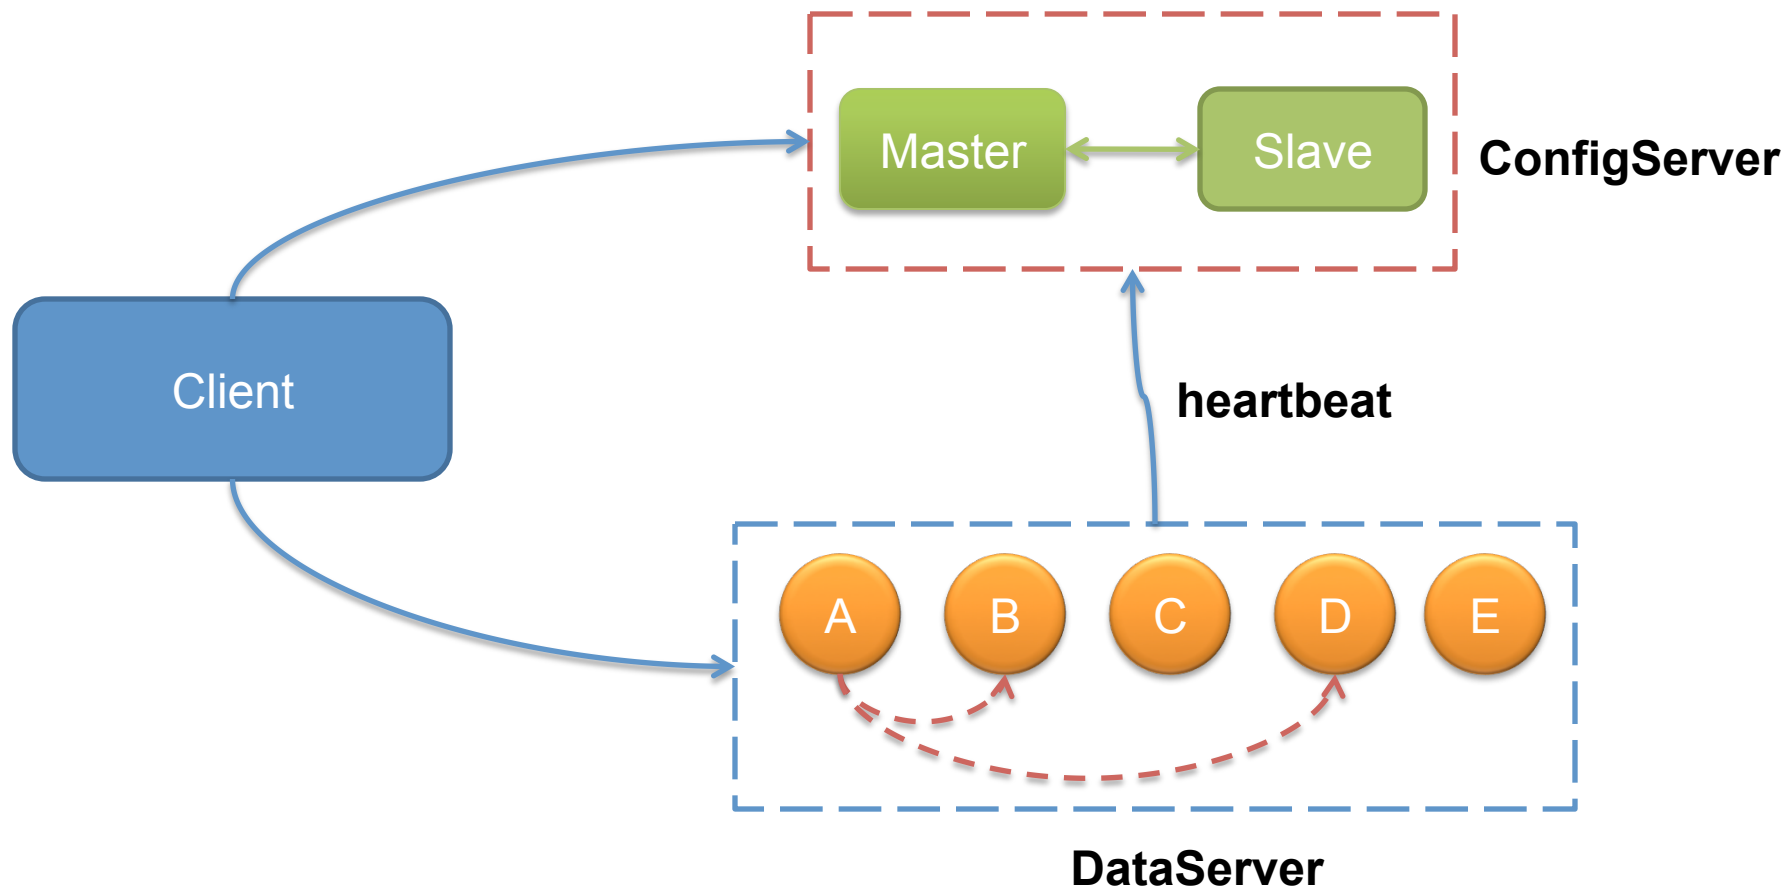 Master
Slave
ConfigServer
Client
heartbeat
A
B
C
D
E
DataServer